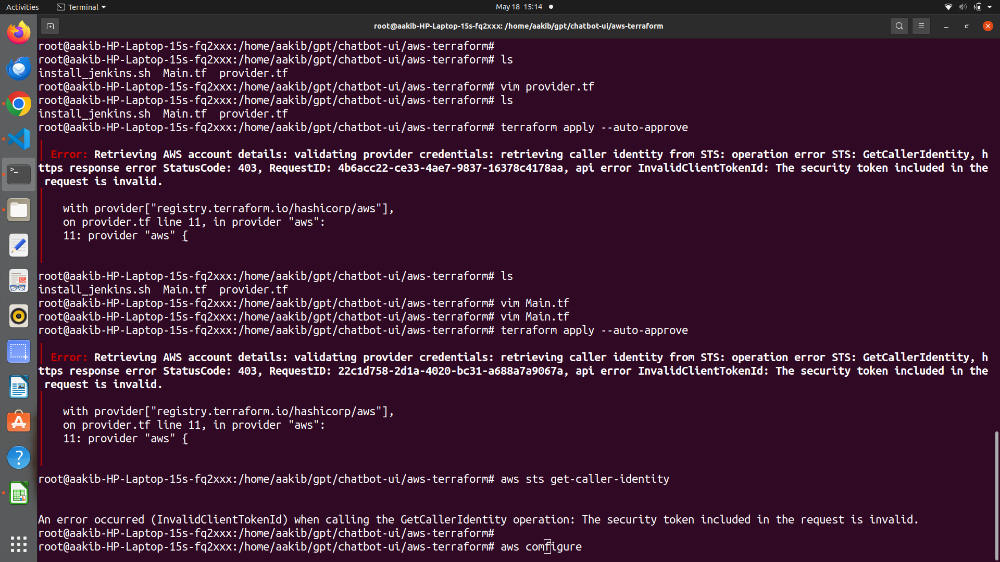 Activities
Terminal
May 18 15:14
root@aakib-HP-Laptop-15s-fq2xxx: /home/aakib/gpt/chatbot-ui/aws-terraform
root@aakib-HP-Laptop-15s-fq2xxx:/home/aakib/gpt/chatbot-ui/aws-terraform#
root@aakib-HP-Laptop-15s-fq2xxx:/home/aakib/gpt/chatbot-ui/aws-terraform# ls
install_jenkins.sh  Main.tf  provider.tf
root@aakib-HP-Laptop-15s-fq2xxx:/home/aakib/gpt/chatbot-ui/aws-terraform# vim provider.tf
root@aakib-HP-Laptop-15s-fq2xxx:/home/aakib/gpt/chatbot-ui/aws-terraform# ls
install_jenkins.sh  Main.tf  provider.tf
root@aakib-HP-Laptop-15s-fq2xxx:/home/aakib/gpt/chatbot-ui/aws-terraform# terraform apply --auto-approve
Error: Retrieving AWS account details: validating provider credentials: retrieving caller identity from STS: operation error STS: GetCallerIdentity, h
ttps response error StatusCode: 403, RequestID: 4b6acc22-ce33-4ae7-9837-16378c4178aa, api error InvalidClientTokenId: The security token included in the
request is invalid.
with provider["registry.terraform.io/hashicorp/aws"],
on provider.tf line 11, in provider "aws":
11: provider "aws" {
root@aakib-HP-Laptop-15s-fq2xxx:/home/aakib/gpt/chatbot-ui/aws-terraform# ls
install_jenkins.sh  Main.tf  provider.tf
root@aakib-HP-Laptop-15s-fq2xxx:/home/aakib/gpt/chatbot-ui/aws-terraform# vim Main.tf
root@aakib-HP-Laptop-15s-fq2xxx:/home/aakib/gpt/chatbot-ui/aws-terraform# vim Main.tf
root@aakib-HP-Laptop-15s-fq2xxx:/home/aakib/gpt/chatbot-ui/aws-terraform# terraform apply --auto-approve
Error: Retrieving AWS account details: validating provider credentials: retrieving caller identity from STS: operation error STS: GetCallerIdentity, h
ttps response error StatusCode: 403, RequestID: 22c1d758-2d1a-4020-bc31-a688a7a9067a, api error InvalidClientTokenId: The security token included in the
request is invalid.
with provider["registry.terraform.io/hashicorp/aws"],
on provider.tf line 11, in provider "aws":
11: provider "aws" {
root@aakib-HP-Laptop-15s-fq2xxx:/home/aakib/gpt/chatbot-ui/aws-terraform# aws sts get-caller-identity
An error occurred (InvalidClientTokenId) when calling the GetCallerIdentity operation: The security token included in the request is invalid.
root@aakib-HP-Laptop-15s-fq2xxx:/home/aakib/gpt/chatbot-ui/aws-terraform#
root@aakib-HP-Laptop-15s-fq2xxx:/home/aakib/gpt/chatbot-ui/aws-terraform# aws comfigure